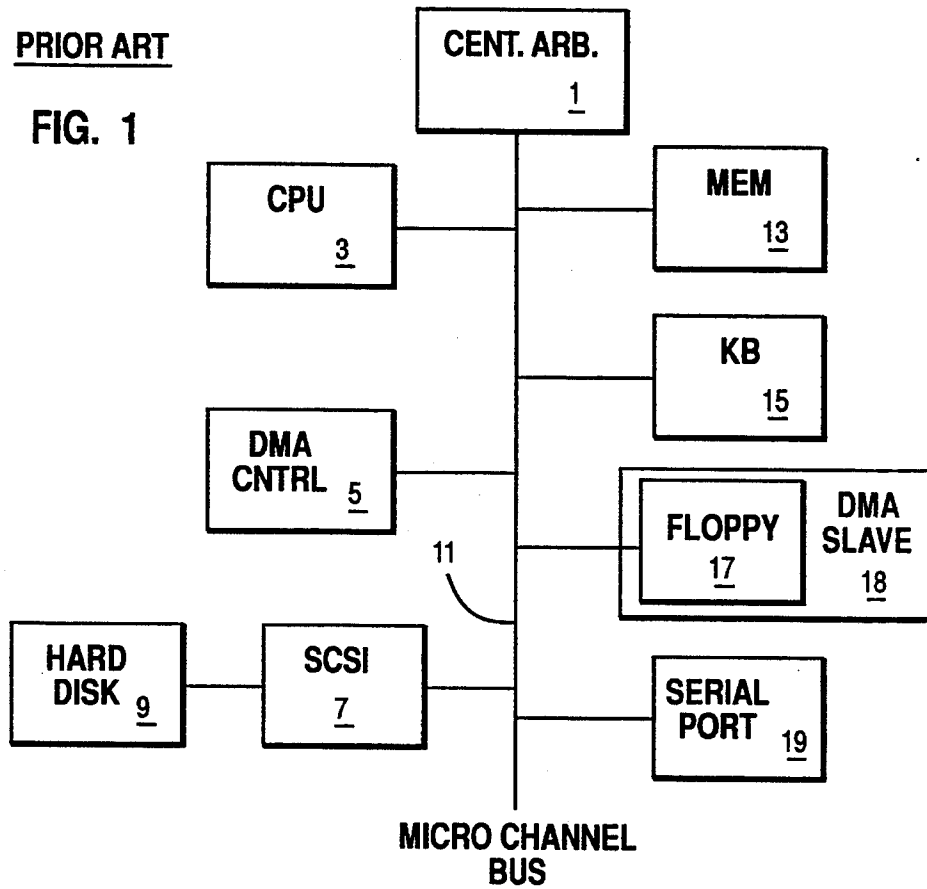 PRIOR ART
FIG. 1
CENT. ARB.
1
CPU
3
MEM
13
KB
15
DMA
CNTRL
5
FLOPPY
17
DMA
SLAVE
18
11
HARD
DISK
9
SCSI
7
SERIAL
PORT
19
MICRO CHANNEL
BUS